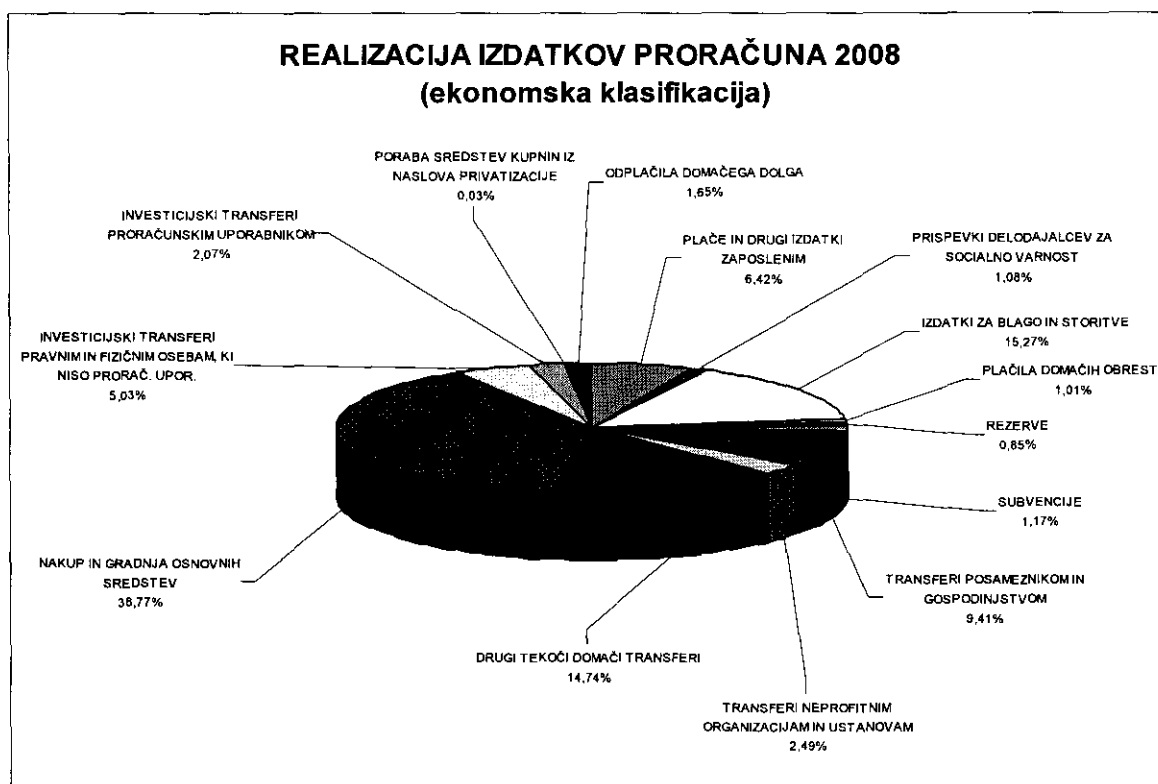 REALIZACIJA IZDATKOV PRORAČUNA 2008
(ekonomska klasifikacija)
PORABA SREDSTEV KUPNIN IZ
NASLOVA PRIVATIZACIJE
0,03%
ODPLAČILA DOMAČEGA DOLGA
1,65%
INVESTICIJSKI TRANSFERI
PRORAČUNSKIM UPORABNIKOM
2,07%
PLAČE IN DRUGI IZDATKI
ZAPOSLENIM
6,42%
PRISPEVKI DELODAJALCEV ZA
SOCIALNO VARNOST
1,08%
IZDATKI ZA BLAGO IN STORITVE
15,27%
INVESTICIJSKI TRANSFERI
PRAVNIM IN FIZIČNIM OSEBAM, KI
NISO PRORAČ. UPOR.
5,03%
PLAČILA DOMAČIH OBRESTI
1,01%
REZERVE
0,85%
SUBVENCIJE
1,17%
NAKUP IN GRADNJA OSNOVNIH
SREDSTEV
38,77%
TRANSFERI POSAMEZNIKOM IN
GOSPODINJSTVOM
9,41%
DRUGI TEKOČI DOMAČI TRANSFERI
14,74%
TRANSFERI NEPROFITNIM
ORGANIZACIJAM IN USTANOVAM
2,49%